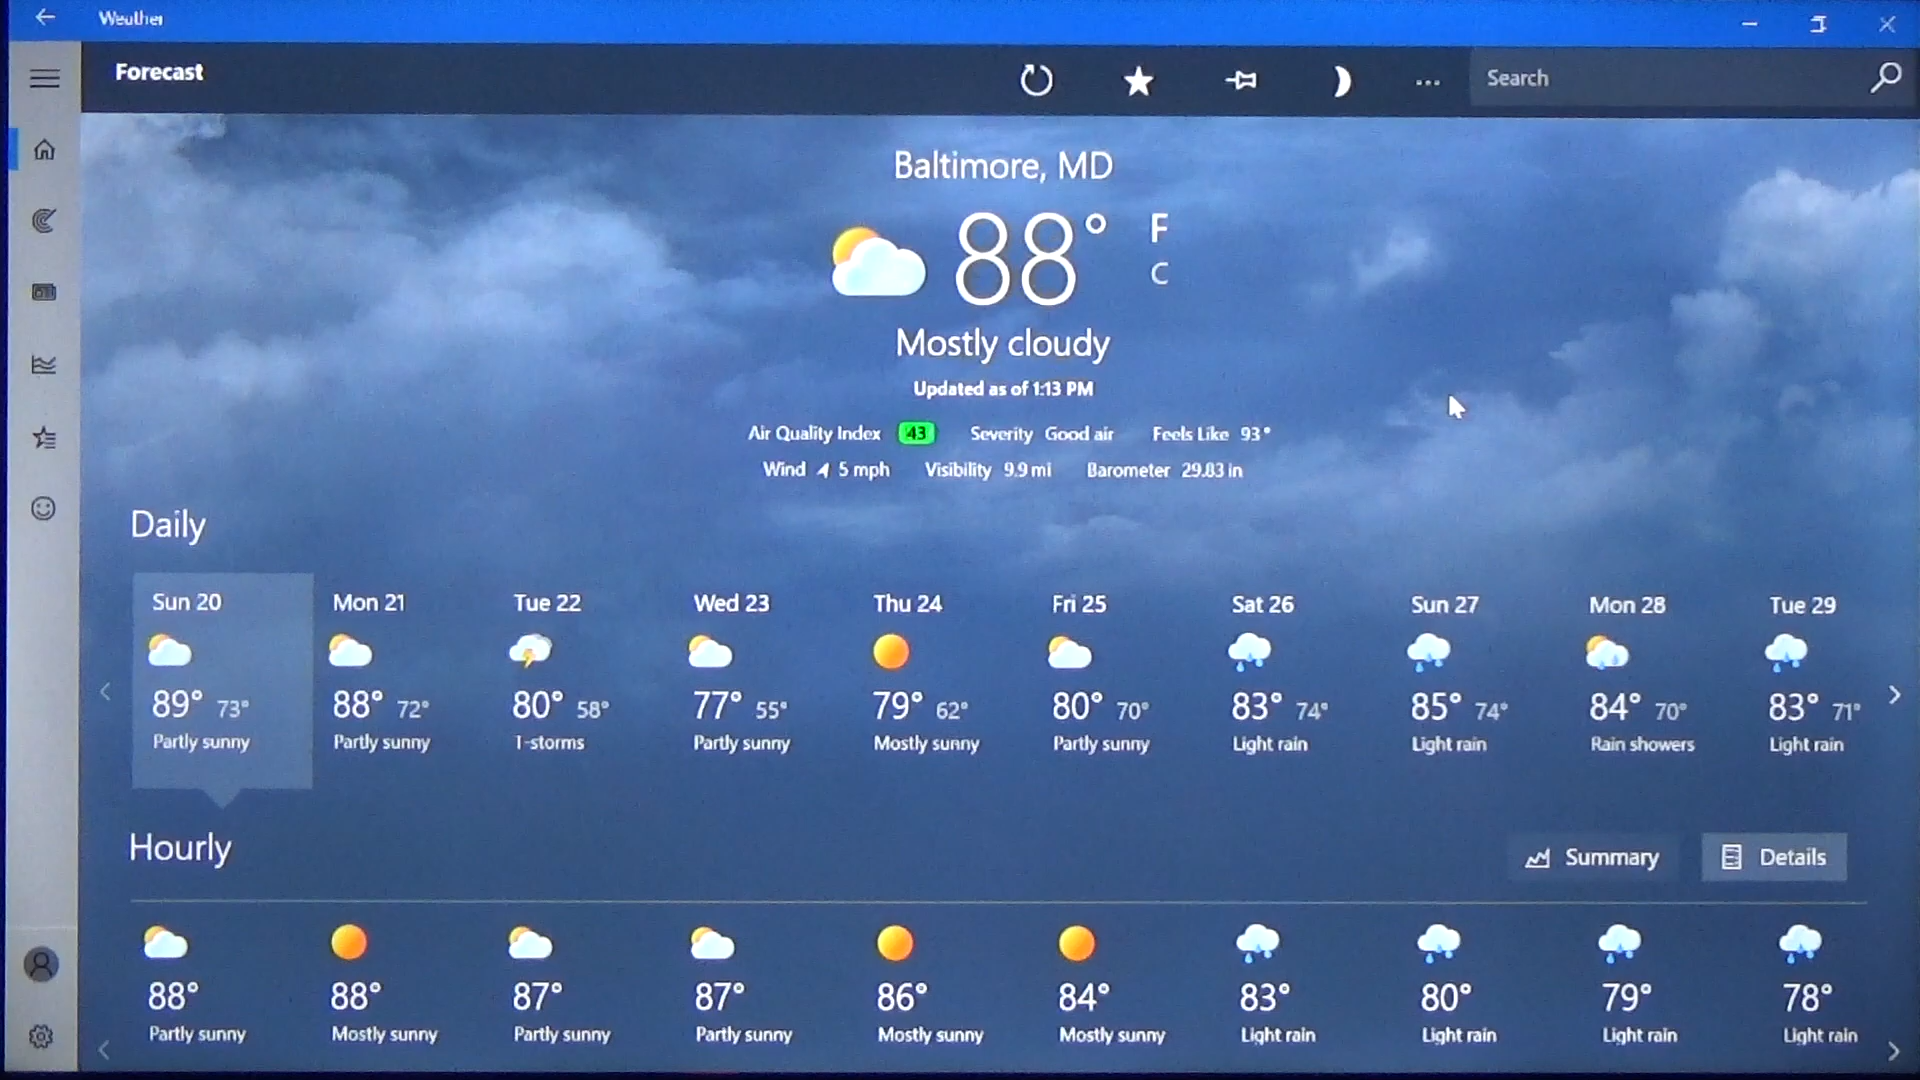 Weather
Forecast
Search
Baltimore, MD
88° F
C
Mostly cloudy
Updated as of 1:13 PM
Air Quality Index 43 Severity Good air Feels Like 93°
Wind 5 mph Visibility 9.9 mi Barometer 29.83 in
Daily
Sun 20 Mon 21 Tue 22 Wed 23 Thu 24 Fri 25 Sat 26 Sun 27 Mon 28 Tue 29
89° 73° 88° 72° 80° 58° 77° 55° 79° 62° 80° 70° 83° 74° 85° 74° 84° 70° 83° 71°
Partly sunny Partly sunny T-storms Partly sunny Mostly sunny Partly sunny Light rain Light rain Rain showers Light rain
Hourly
Summary Details
88° 88° 87° 87° 86° 84° 83° 80° 79° 78°
Partly sunny Mostly sunny Partly sunny Partly sunny Mostly sunny Mostly sunny Light rain Light rain Light rain Light rain